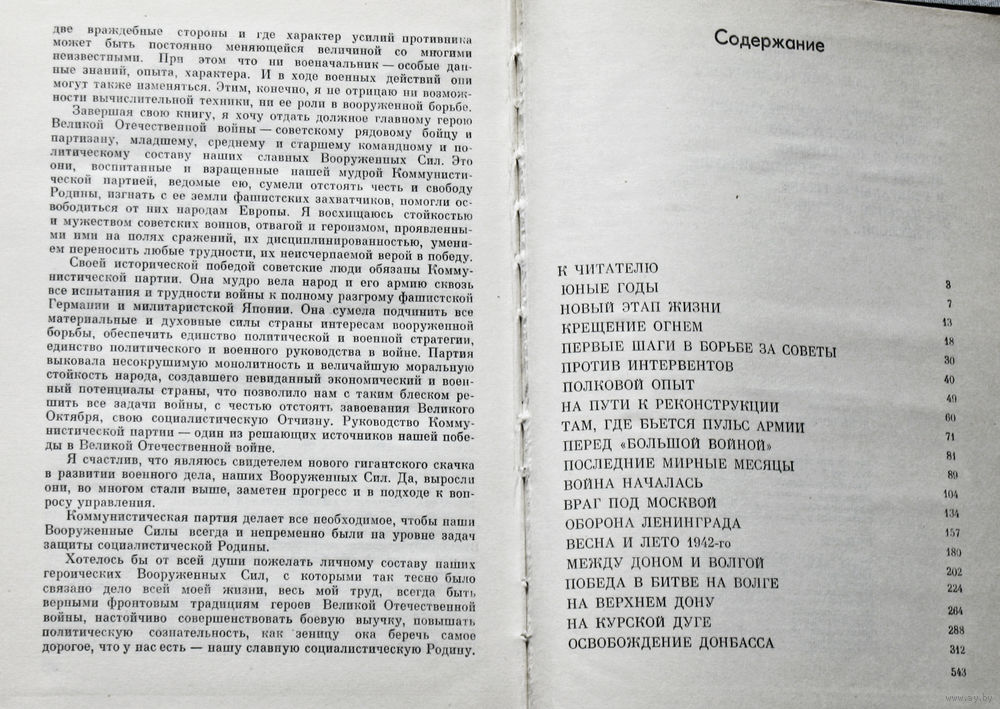 две враждебные стороны и где характер усилий противника
может быть постоянно меняющейся величиной со многими
неизвестными. При этом что ни военачальник — особые дан-
ные знаний, опыта, характера. И в ходе военных действий они
могут также изменяться. Этим, конечно, я не отрицаю ни возмож-
ности вычислительной техники, ни ее роли в вооруженной борьбе.
Завершая свою книгу, я хочу отдать должное главному герою
Великой Отечественной войны — советскому рядовому бойцу и
партизану, младшему, среднему и старшему командному и по-
литическому составу наших славных Вооруженных Сил. Это
они, воспитанные и взращенные нашей мудрой Коммунисти-
ческой партией, ведомые ею, сумели отстоять честь и свободу
Родины, изгнать с ее земли фашистских захватчиков, помогли ос-
вободиться от них народам Европы. Я восхищаюсь стойкостью
и мужеством советских воинов, отвагой и героизмом, проявленны-
ми ими на полях сражений, их дисциплинированностью, умени-
ем переносить любые трудности, их неисчерпаемой верой в победу.
Своей исторической победой советские люди обязаны Комму-
нистической партии. Она мудро вела народ и его армию сквозь
все испытания и трудности войны к полному разгрому фашистской
Германии и милитаристской Японии. Она сумела подчинить все
материальные и духовные силы страны интересам вооруженной
борьбы, обеспечить единство политической и военной стратегии,
единство политического и военного руководства в войне. Партия
выковала несокрушимую монолитность и величайшую моральную
стойкость народа, создавшего невиданный экономический и воен-
ный потенциалы страны, что позволило нам с таким блеском ре-
шить все задачи войны, с честью отстоять завоевания Великого
Октября, свою социалистическую Отчизну. Руководство Комму-
нистической партии — один из решающих источников нашей побе-
ды в Великой Отечественной войне.
Я счастлив, что являюсь свидетелем нового гигантского скачка
в развитии военного дела, наших Вооруженных Сил. Да, выросли
они, во многом стали выше, заметен прогресс и в подходе к воп-
росу управления.
Коммунистическая партия делает все необходимое, чтобы наши
Вооруженные Силы всегда и непременно были на уровне задач
защиты социалистической Родины.
Хотелось бы от всей души пожелать личному составу наших
героических Вооруженных Сил, с которыми так тесно было
связано дело всей моей жизни, весь мой труд, всегда быть
верными фронтовым традициям героев Великой Отечественной
войны, настойчиво совершенствовать боевую выучку, повышать
политическую сознательность, как зеницу ока беречь самое
дорогое, что у нас есть — нашу славную социалистическую Родину.
Содержание
К ЧИТАТЕЛЮ
ЮНЫЕ ГОДЫ 3
НОВЫЙ ЭТАП ЖИЗНИ 7
КРЕЩЕНИЕ ОГНЕМ 13
ПЕРВЫЕ ШАГИ В БОРЬБЕ ЗА СОВЕТЫ 18
ПРОТИВ ИНТЕРВЕНТОВ 30
ПОЛКОВОЙ ОПЫТ 40
НА ПУТИ К РЕКОНСТРУКЦИИ 49
ТАМ, ГДЕ БЬЕТСЯ ПУЛЬС АРМИИ 60
ПЕРЕД «БОЛЬШОЙ ВОЙНОЙ» 71
ПОСЛЕДНИЕ МИРНЫЕ МЕСЯЦЫ 81
ВОЙНА НАЧАЛАСЬ 89
ВРАГ ПОД МОСКВОЙ 104
ОБОРОНА ЛЕНИНГРАДА 134
ВЕСНА И ЛЕТО 1942-го 157
МЕЖДУ ДОНОМ И ВОЛГОЙ 180
ПОБЕДА В БИТВЕ НА ВОЛГЕ 202
НА ВЕРХНЕМ ДОНУ 224
НА КУРСКОЙ ДУГЕ 264
ОСВОБОЖДЕНИЕ ДОНБАССА 288
312
543
www.ay.by